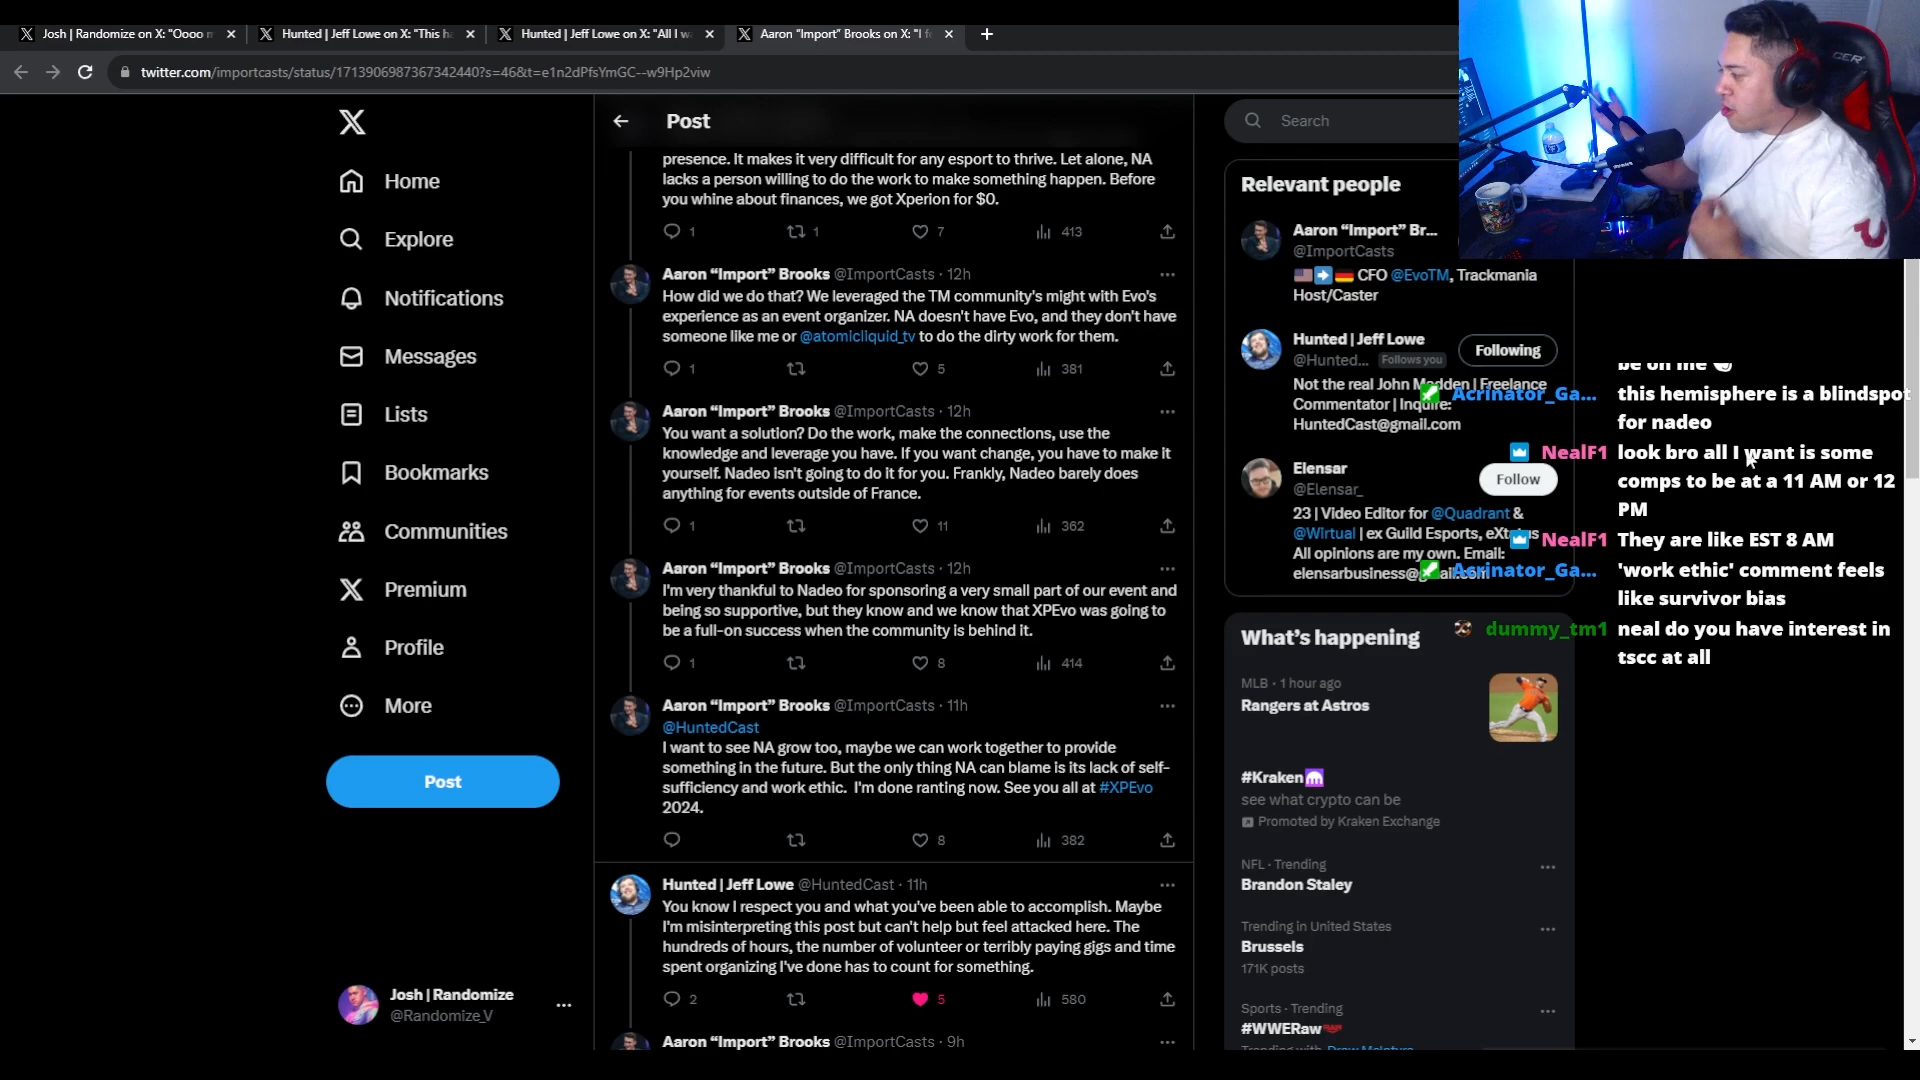 Josh | Randomize on X: "Oooo m
Hunted | Jeff Lowe on X: "This ha
Hunted | Jeff Lowe on X: "All I wa
Aaron “Import” Brooks on X: "I f
twitter.com/importcasts/status/1713906987367342440?s=46&t=e1n2dPfsYmGC--w9Hp2viw
Home
Explore
Notifications
Messages
Lists
Bookmarks
Communities
Premium
Profile
More
Post
Josh | Randomize
@Randomize_V
Post
presence. It makes it very difficult for any esport to thrive. Let alone, NA
lacks a person willing to do the work to make something happen. Before
you whine about finances, we got Xperion for $0.
1 1 7 413
Aaron “Import” Brooks @ImportCasts · 12h
How did we do that? We leveraged the TM community's might with Evo's
experience as an event organizer. NA doesn't have Evo, and they don't have
someone like me or @atomicliquid_tv to do the dirty work for them.
1 5 381
Aaron “Import” Brooks @ImportCasts · 12h
You want a solution? Do the work, make the connections, use the
knowledge and leverage you have. If you want change, you have to make it
yourself. Nadeo isn't going to do it for you. Frankly, Nadeo barely does
anything for events outside of France.
1 11 362
Aaron “Import” Brooks @ImportCasts · 12h
I'm very thankful to Nadeo for sponsoring a very small part of our event and
being so supportive, but they know and we know that XPEvo was going to
be a full-on success when the community is behind it.
1 8 414
Aaron “Import” Brooks @ImportCasts · 11h
@HuntedCast
I want to see NA grow too, maybe we can work together to provide
something in the future. But the only thing NA can blame is its lack of self-
sufficiency and work ethic. I'm done ranting now. See you all at #XPEvo
2024.
8 382
Hunted | Jeff Lowe @HuntedCast · 11h
You know I respect you and what you've been able to accomplish. Maybe
I'm misinterpreting this post but can't help but feel attacked here. The
hundreds of hours, the number of volunteer or terribly paying gigs and time
spent organizing I've done has to count for something.
2 5 580
Aaron “Import” Brooks @ImportCasts · 9h
Search
Relevant people
Aaron “Import” Br...
@ImportCasts
CFO @EvoTM, Trackmania
Host/Caster
Hunted | Jeff Lowe
@Hunted... Follows you
Following
Not the real John Madden | Freelance
Commentator | Inquire:
HuntedCast@gmail.com
Elensar
@Elensar_
Follow
23 | Video Editor for @Quadrant &
@Wirtual | ex Guild Esports, eXt
All opinions are my own. Email:
What’s happening
MLB · 1 hour ago
Rangers at Astros
#Kraken
see what crypto can be
Promoted by Kraken Exchange
NFL · Trending
Brandon Staley
Trending in United States
Brussels
171K posts
Sports · Trending
#WWERaw
Trending with Drew McIntyre
be on me
Acrinator_Ga... this hemisphere is a blindspot
for nadeo
NealF1 look bro all I want is some
comps to be at a 11 AM or 12
PM
NealF1 They are like EST 8 AM
Acrinator_Ga... 'work ethic' comment feels
like survivor bias
dummy_tm1 neal do you have interest in
tscc at all